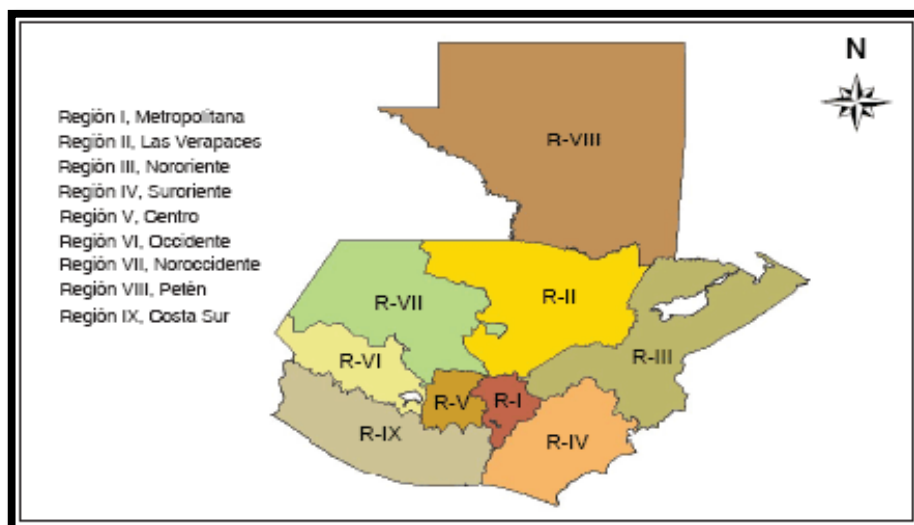 N
Región I, Metropolitana
Región II, Las Verapaces
Región III, Nororiente
Región IV, Suroriente
Región V, Centro
Región VI, Occidente
Región VII, Noroccidente
Región VIII, Petén
Región IX, Costa Sur
R-VIII
R-VII
R-II
R-VI
R-III
R-V
R-I
R-IX
R-IV